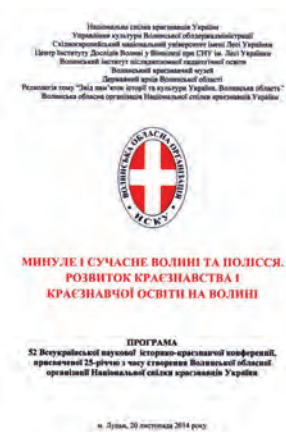 Національна спілка краєзнавців України
Управління культури Волинської облдержадміністрації
Східноєвропейський національний університет імені Лесі Українки
Центр Інституту Дослідів Волині у Вінніпезі при СНУ ім. Лесі Українки
Волинський інститут післядипломної педагогічної освіти
Волинський краєзнавчий музей
Державний архів Волинської області
Редколегія тому "Звід пам'яток історії та культури України. Волинська область"
Волинська обласна організація Національної спілки краєзнавців України
ВОЛИНСЬКА ОБЛАСНА ОРГАНІЗАЦІЯ
НСКУ
МИНУЛЕ І СУЧАСНЕ ВОЛИНІ ТА ПОЛІССЯ.
РОЗВИТОК КРАЄЗНАВСТВА І
КРАЄЗНАВЧОЇ ОСВІТИ НА ВОЛИНІ
ПРОГРАМА
52 Всеукраїнської наукової історико-краєзнавчої конференції,
присвяченої 25-річчю з часу створення Волинської обласної
організації Національної спілки краєзнавців України
м. Луцьк, 20 листопада 2014 року